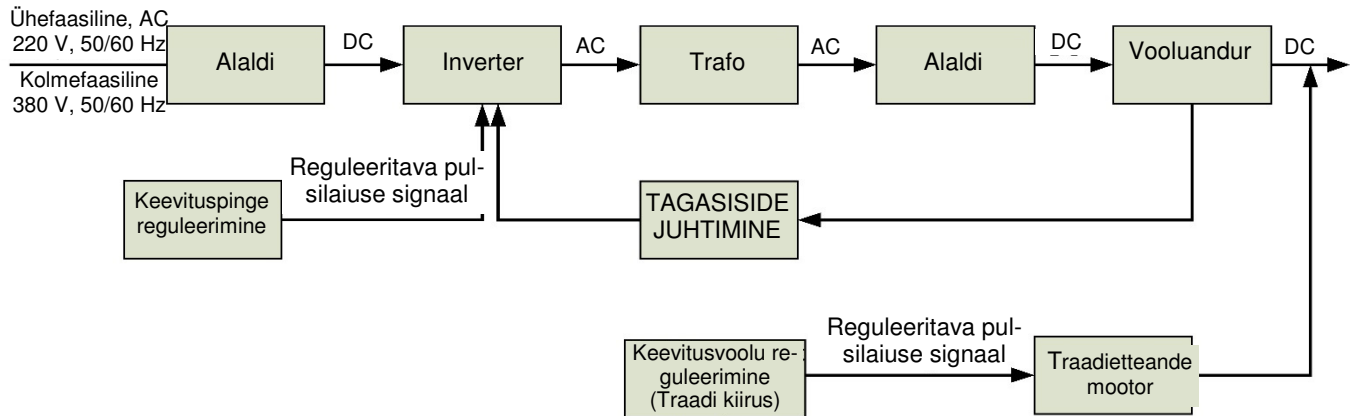 Ühefaasiline, AC
220 V, 50/60 Hz
Kolmefaasiline
380 V, 50/60 Hz
Alaldi
DC
Inverter
AC
Trafo
AC
Alaldi
DC
Vooluandur
DC
Reguleeritava pul-
silaiuse signaal
Keevituspinge
reguleerimine
TAGASISIDE
JUHTIMINE
Keevitusvoolu re-
guleerimine
(Traadi kiirus)
Reguleeritava pul-
silaiuse signaal
Traadietteande
mootor